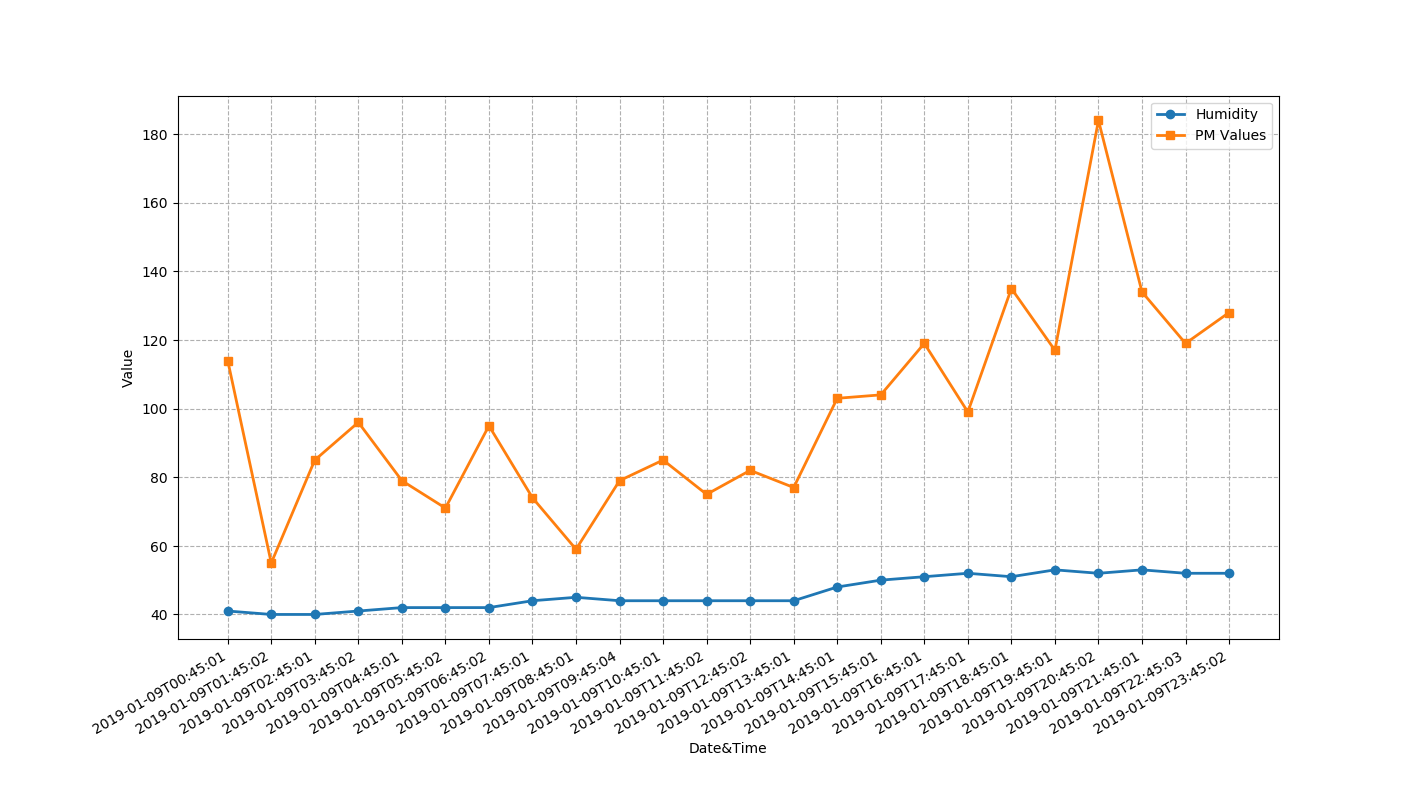 Humidity
PM Values
180
160
140
120
100
80
60
40
Value
2019-01-09T00:45:01
2019-01-09T01:45:02
2019-01-09T02:45:01
2019-01-09T03:45:02
2019-01-09T04:45:01
2019-01-09T05:45:02
2019-01-09T06:45:02
2019-01-09T07:45:01
2019-01-09T08:45:01
2019-01-09T09:45:04
2019-01-09T10:45:01
2019-01-09T11:45:02
2019-01-09T12:45:02
2019-01-09T13:45:01
2019-01-09T14:45:01
2019-01-09T15:45:01
2019-01-09T16:45:01
2019-01-09T17:45:01
2019-01-09T18:45:01
2019-01-09T19:45:01
2019-01-09T20:45:02
2019-01-09T21:45:01
2019-01-09T22:45:03
2019-01-09T23:45:02
Date&Time